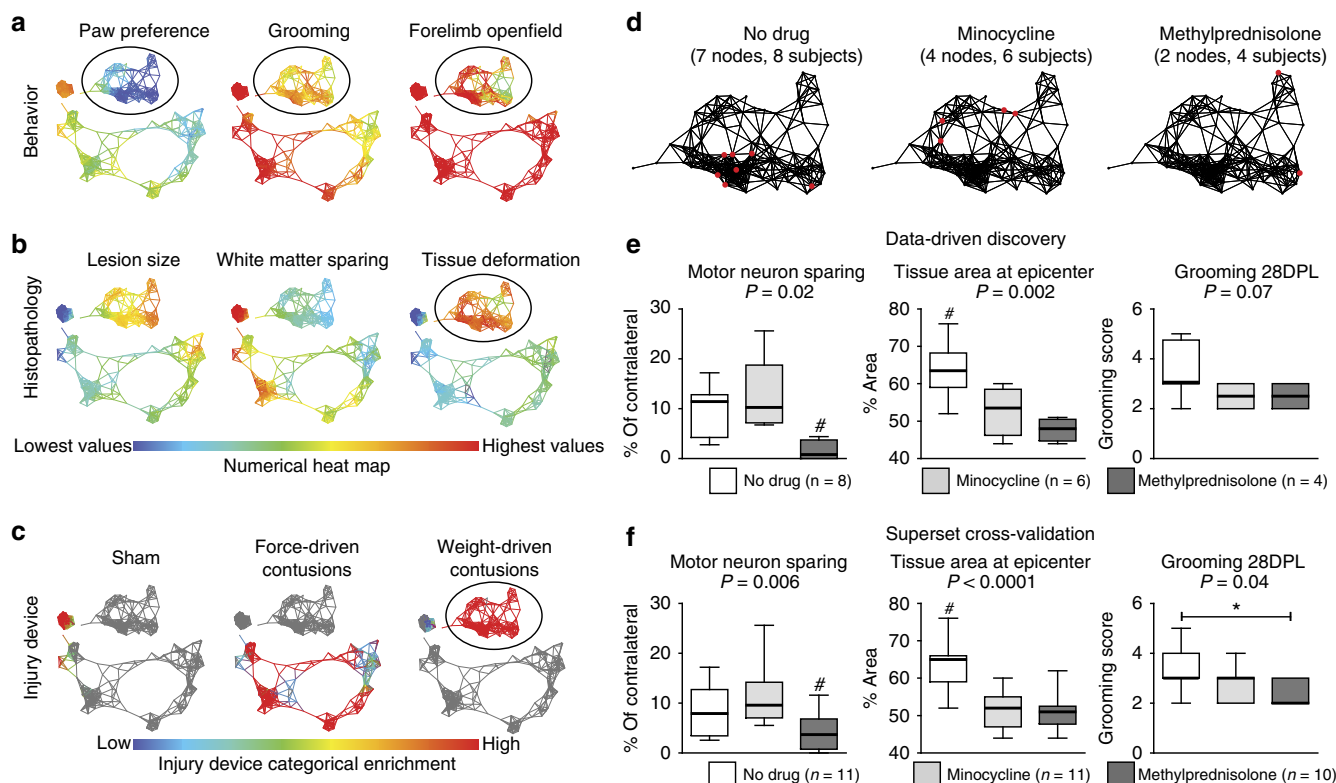 a
Paw preference
Grooming
Forelimb openfield
Behavior
b
Lesion size
White matter sparing
Tissue deformation
Histopathology
Lowest values
Highest values
Numerical heat map
c
Sham
Force-driven
contusions
Weight-driven
contusions
Injury device
Low
High
Injury device categorical enrichment
d
No drug
(7 nodes, 8 subjects)
Minocycline
(4 nodes, 6 subjects)
Methylprednisolone
(2 nodes, 4 subjects)
e
Data-driven discovery
Motor neuron sparing
P = 0.02
% Of contralateral
30
20
10
0
#
Tissue area at epicenter
P = 0.002
% Area
80
70
60
50
40
#
Grooming 28DPL
P = 0.07
Grooming score
6
4
2
0
No drug (n = 8)
Minocycline (n = 6)
Methylprednisolone (n = 4)
f
Superset cross-validation
Motor neuron sparing
P = 0.006
% Of contralateral
30
20
10
0
#
Tissue area at epicenter
P < 0.0001
% Area
80
70
60
50
40
#
Grooming 28DPL
P = 0.04
Grooming score
6
4
2
0
*
No drug (n = 11)
Minocycline (n = 11)
Methylprednisolone (n = 10)